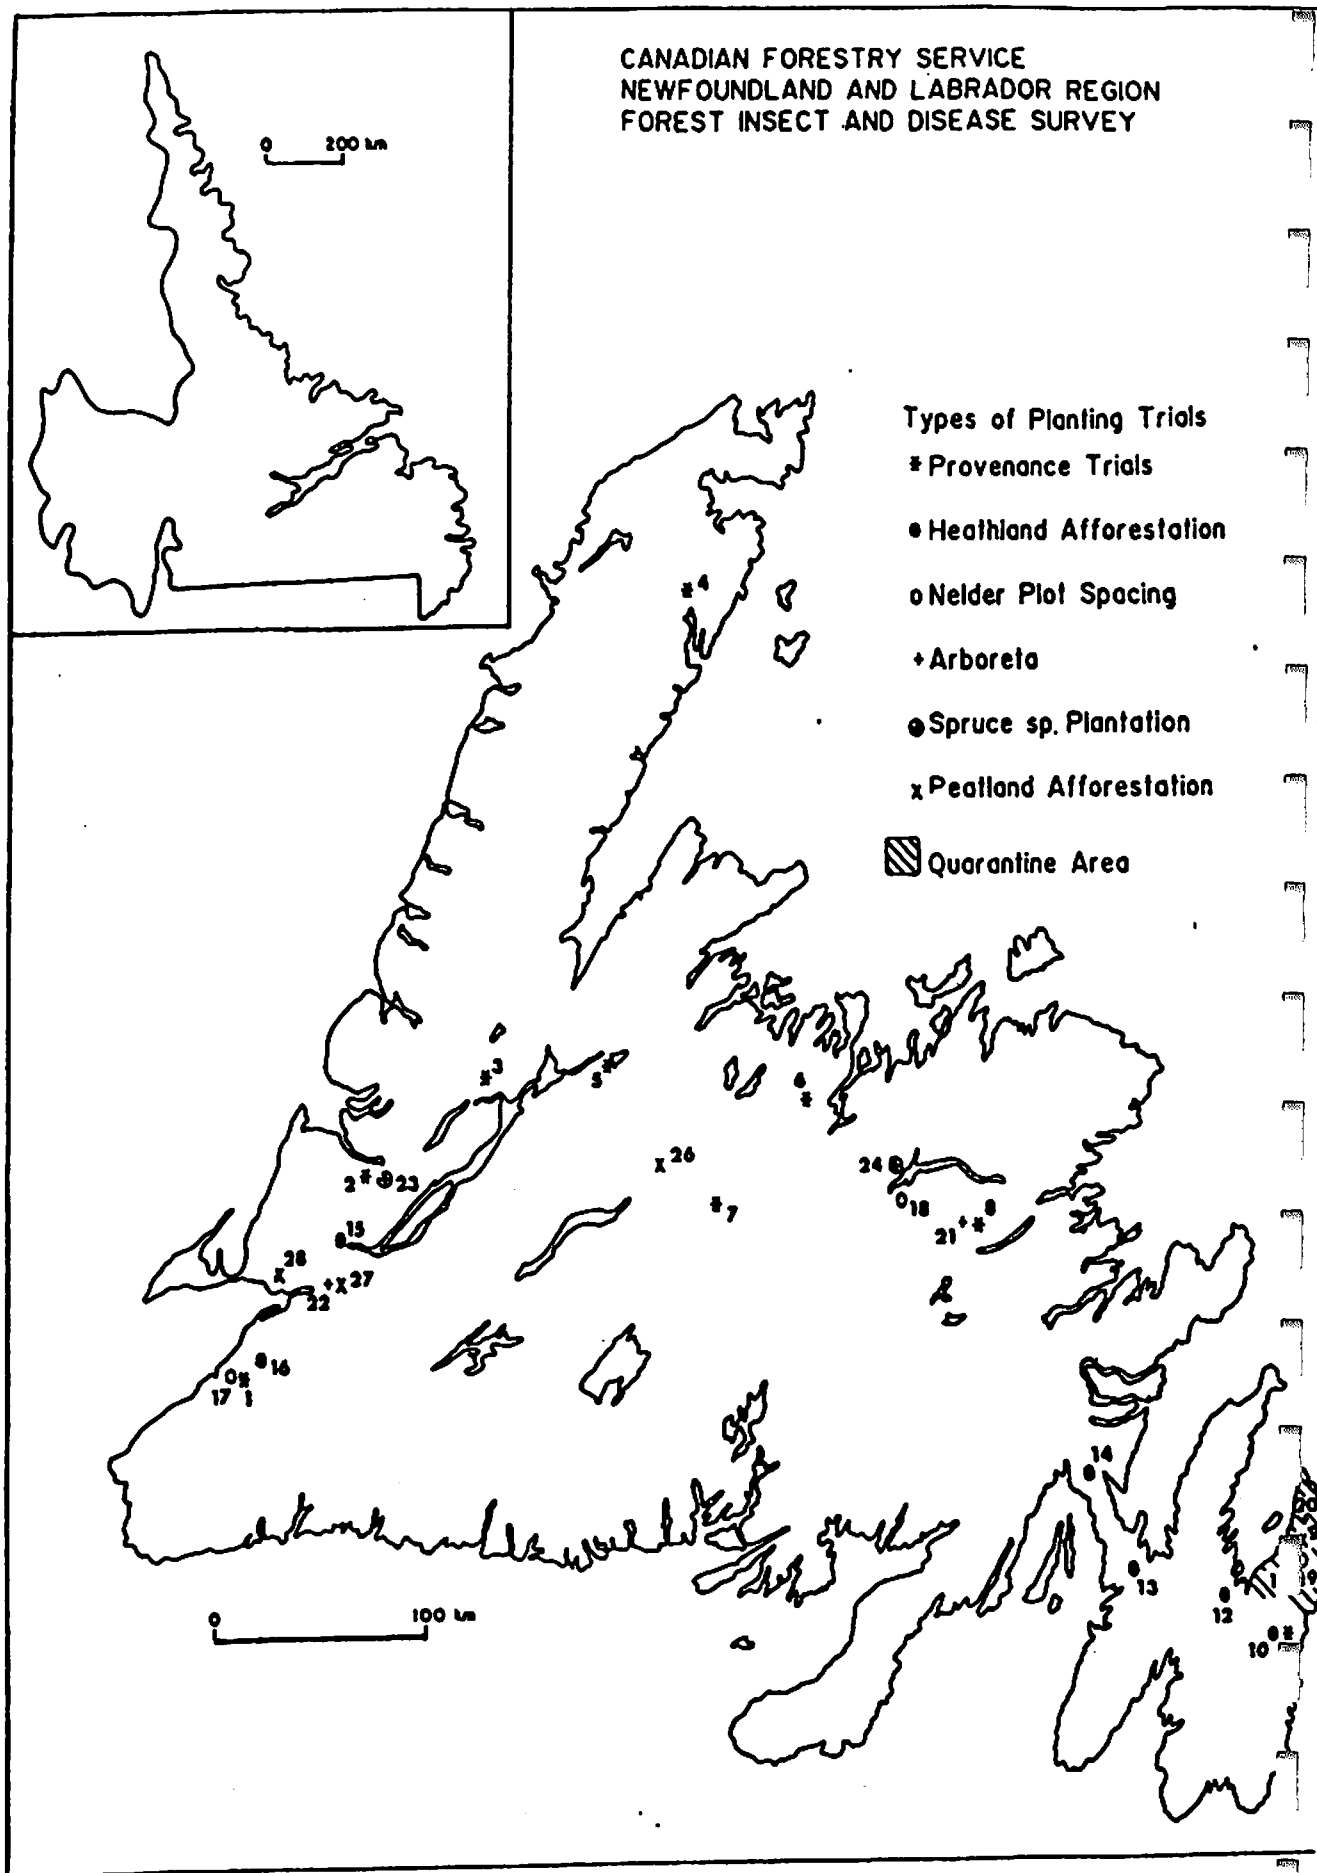 CANADIAN FORESTRY SERVICE
NEWFOUNDLAND AND LABRADOR REGION
FOREST INSECT AND DISEASE SURVEY
0 200 km
Types of Planting Trials
* Provenance Trials
Heathland Afforestation
o Nelder Plot Spacing
+ Arboreta
Spruce sp. Plantation
x Peatland Afforestation
Quarantine Area
* 4
* 3
5 *
6 *
2 * 23
x 26
* 7
24
18
21 + * 8
15
x 28
22 + x 27
16
17 o * 1
14
13
12
10 *
9
0 100 km